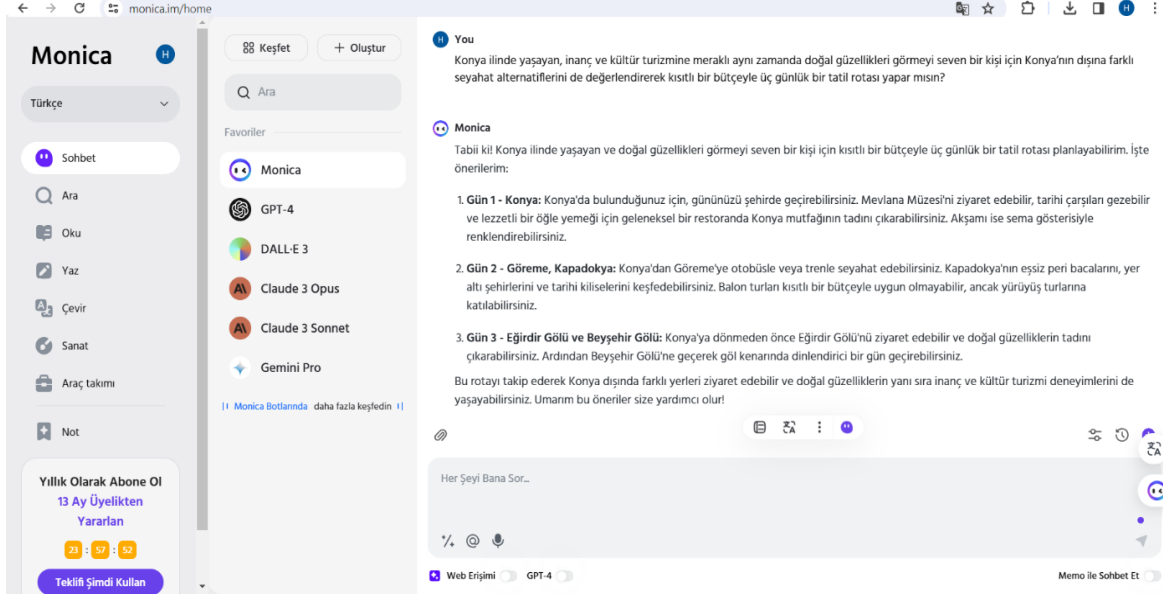 monica.im/home
H
Monica
H
Türkçe
Sohbet
Ara
Oku
Yaz
Çevir
Sanat
Araç takımı
Not
Yıllık Olarak Abone Ol
13 Ay Üyelikten
Yararlan
23 : 57 : 52
Teklifi Şimdi Kullan
Keşfet
+ Oluştur
Ara
Favoriler
Monica
GPT-4
DALL·E 3
Claude 3 Opus
Claude 3 Sonnet
Gemini Pro
Monica Botlarında daha fazla keşfedin
H
You
Konya ilinde yaşayan, inanç ve kültür turizmine meraklı aynı zamanda doğal güzellikleri görmeyi seven bir kişi için Konya'nın dışına farklı
seyahat alternatiflerini de değerlendirerek kısıtlı bir bütçeyle üç günlük bir tatil rotası yapar mısın?
Monica
Tabii ki! Konya ilinde yaşayan ve doğal güzellikleri görmeyi seven bir kişi için kısıtlı bir bütçeyle üç günlük bir tatil rotası planlayabilirim. İşte
önerilerim:
1. Gün 1 - Konya: Konya'da bulunduğunuz için, gününüzü şehirde geçirebilirsiniz. Mevlana Müzesi'ni ziyaret edebilir, tarihi çarşıları gezebilir
ve lezzetli bir öğle yemeği için geleneksel bir restoranda Konya mutfağının tadını çıkarabilirsiniz. Akşamı ise sema gösterisiyle
renklendirebilirsiniz.
2. Gün 2 - Göreme, Kapadokya: Konya'dan Göreme'ye otobüsle veya trenle seyahat edebilirsiniz. Kapadokya'nın eşsiz peri bacalarını, yer
altı şehirlerini ve tarihi kiliselerini keşfedebilirsiniz. Balon turları kısıtlı bir bütçeyle uygun olmayabilir, ancak yürüyüş turlarına
katılabilirsiniz.
3. Gün 3 - Eğirdir Gölü ve Beyşehir Gölü: Konya'ya dönmeden önce Eğirdir Gölü'nü ziyaret edebilir ve doğal güzelliklerin tadını
çıkarabilirsiniz. Ardından Beyşehir Gölü'ne geçerek göl kenarında dinlendirici bir gün geçirebilirsiniz.
Bu rotayı takip ederek Konya dışında farklı yerleri ziyaret edebilir ve doğal güzelliklerin yanı sıra inanç ve kültür turizmi deneyimlerini de
yaşayabilirsiniz. Umarım bu öneriler size yardımcı olur!
Her Şeyi Bana Sor...
Web Erişimi
GPT-4
Memo ile Sohbet Et